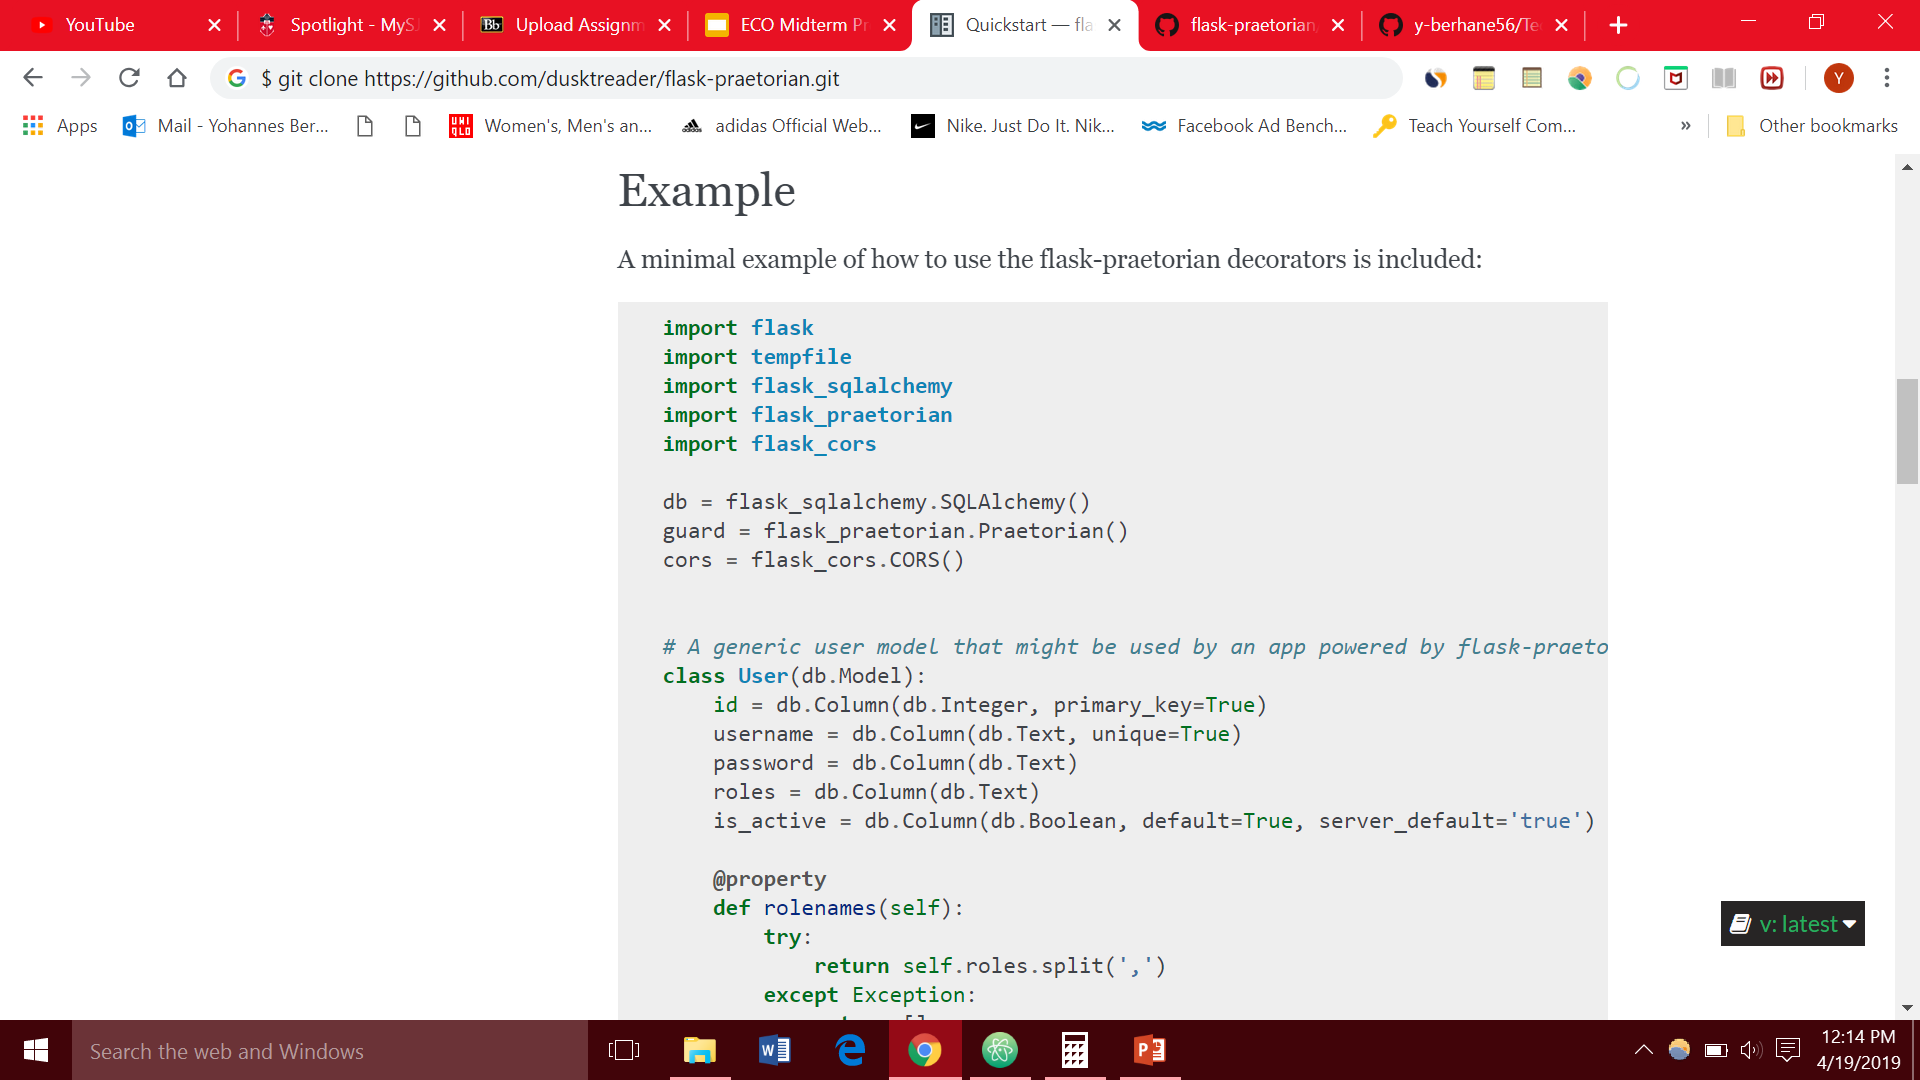 YouTube
Spotlight - MyS
Upload Assignm
ECO Midterm Pr
Quickstart — fla
flask-praetorian
y-berhane56/Te
$ git clone https://github.com/dusktreader/flask-praetorian.git
Y
Apps
Mail - Yohannes Ber...
UNI QLO
Women's, Men's an...
adidas Official Web...
Nike. Just Do It. Nik...
Facebook Ad Bench...
Teach Yourself Com...
»
Other bookmarks
Example
A minimal example of how to use the flask-praetorian decorators is included:
import flask
import tempfile
import flask_sqlalchemy
import flask_praetorian
import flask_cors
db = flask_sqlalchemy.SQLAlchemy()
guard = flask_praetorian.Praetorian()
cors = flask_cors.CORS()
# A generic user model that might be used by an app powered by flask-praeto
class User(db.Model):
id = db.Column(db.Integer, primary_key=True)
username = db.Column(db.Text, unique=True)
password = db.Column(db.Text)
roles = db.Column(db.Text)
is_active = db.Column(db.Boolean, default=True, server_default='true')
@property
def rolenames(self):
try:
return self.roles.split(',')
except Exception:
v: latest
Search the web and Windows
12:14 PM
4/19/2019